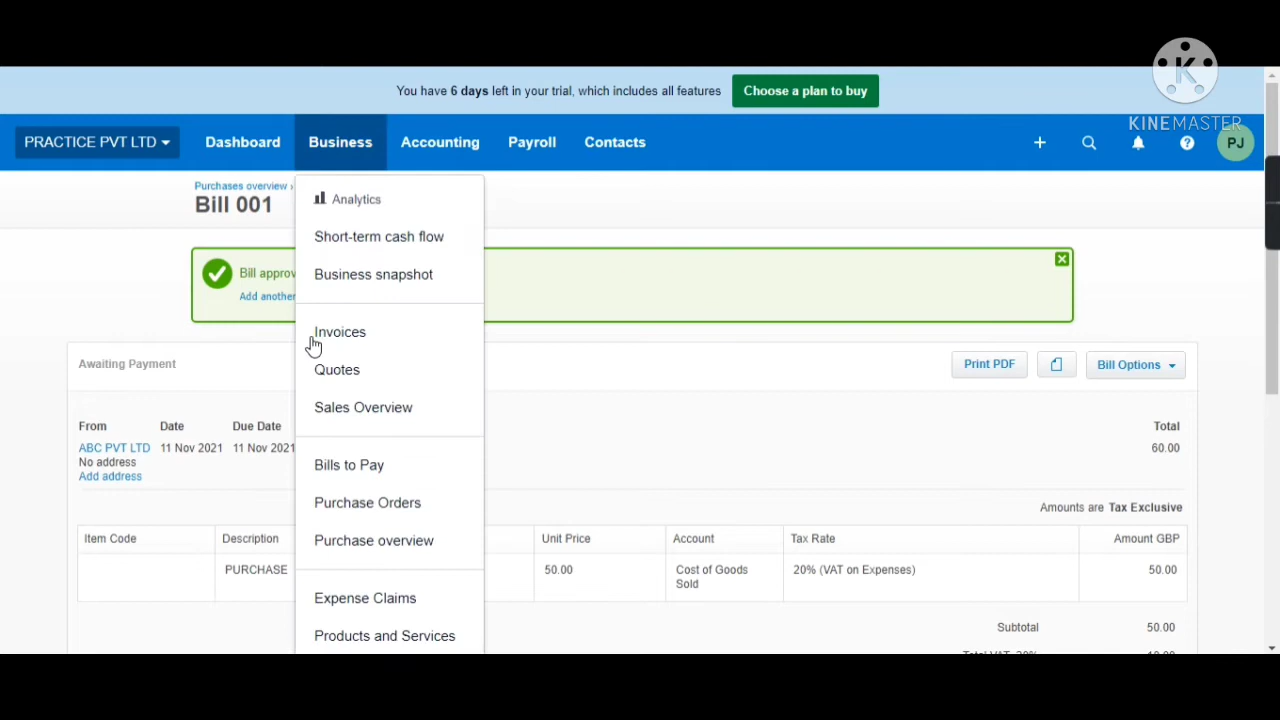 You have 6 days left in your trial, which includes all features
Choose a plan to buy
K
KINEMASTER
PRACTICE PVT LTD
Dashboard
Business
Accounting
Payroll
Contacts
PJ
Purchases overview ›
Bill 001
Analytics
Short-term cash flow
Business snapshot
Invoices
Quotes
Sales Overview
Bills to Pay
Purchase Orders
Purchase overview
Expense Claims
Products and Services
Bill
Add another
Awaiting Payment
Print PDF
Bill Options
From
Date
Due Date
Total
ABC PVT LTD
11 Nov 2021
11 Nov 2021
60.00
No address
Add address
Amounts are Tax Exclusive
Item Code
Description
Unit Price
Account
Tax Rate
Amount GBP
PURCHASE
50.00
Cost of Goods
Sold
20% (VAT on Expenses)
50.00
Subtotal
50.00